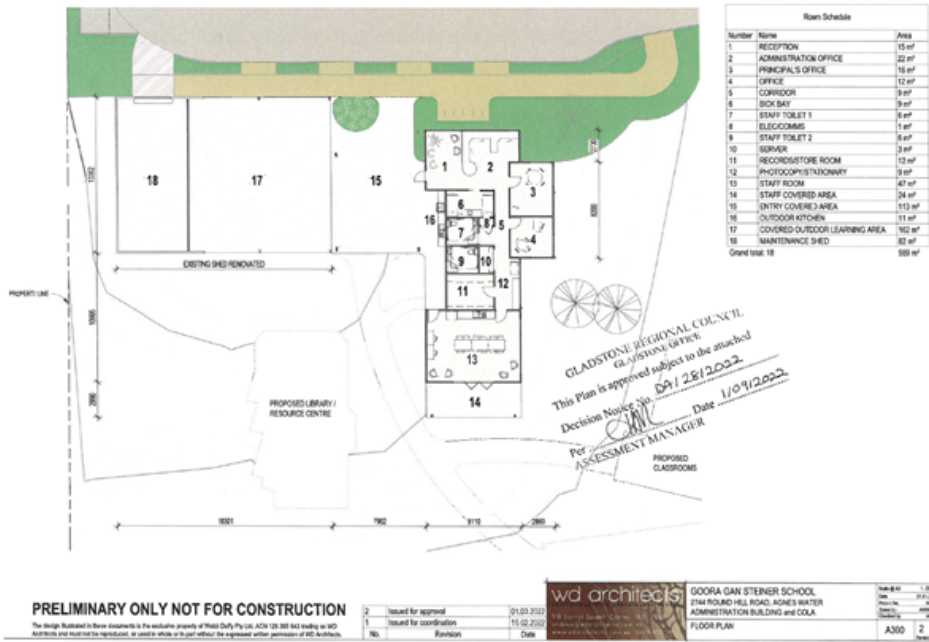 Room Schedule
Number Name Area
1 RECEPTION 15 m²
2 ADMINISTRATION OFFICE 22 m²
3 PRINCIPAL'S OFFICE 16 m²
4 OFFICE 12 m²
5 CORRIDOR 9 m²
6 SICK BAY 9 m²
7 STAFF TOILET 1 6 m²
8 ELEC/COMMS 1 m²
9 STAFF TOILET 2 6 m²
10 SERVER 3 m²
11 RECORDS/STORE ROOM 12 m²
12 PHOTOCOPY/STATIONARY 9 m²
13 STAFF ROOM 47 m²
14 STAFF COVERED AREA 24 m²
15 ENTRY COVERED AREA 113 m²
16 OUTDOOR KITCHEN 11 m²
17 COVERED OUTDOOR LEARNING AREA 162 m²
18 MAINTENANCE SHED 82 m²
Grand total: 18
1
2
3
4
5
6
7
8
9
10
11
12
13
14
15
16
17
18
EXISTING SHED RENOVATED
PROPERTY LINE
PROPOSED LIBRARY /
RESOURCE CENTRE
GLADSTONE REGIONAL COUNCIL
GLADSTONE OFFICE
This Plan is approved subject to the attached
Decision Notice No. DA/28/2022
Per Date 1/09/2022
ASSESSMENT MANAGER
PROPOSED
CLASSROOMS
18301
7962
8110
PRELIMINARY ONLY NOT FOR CONSTRUCTION
2 Issued for approval 01.03.2022
1 Issued for coordination 15.02.2022
No. Revision Date
wd architects
GOORA GAN STEINER SCHOOL
2744 ROUND HILL ROAD, AGNES WATER
ADMINISTRATION BUILDING and COLA
FLOOR PLAN
A300 2